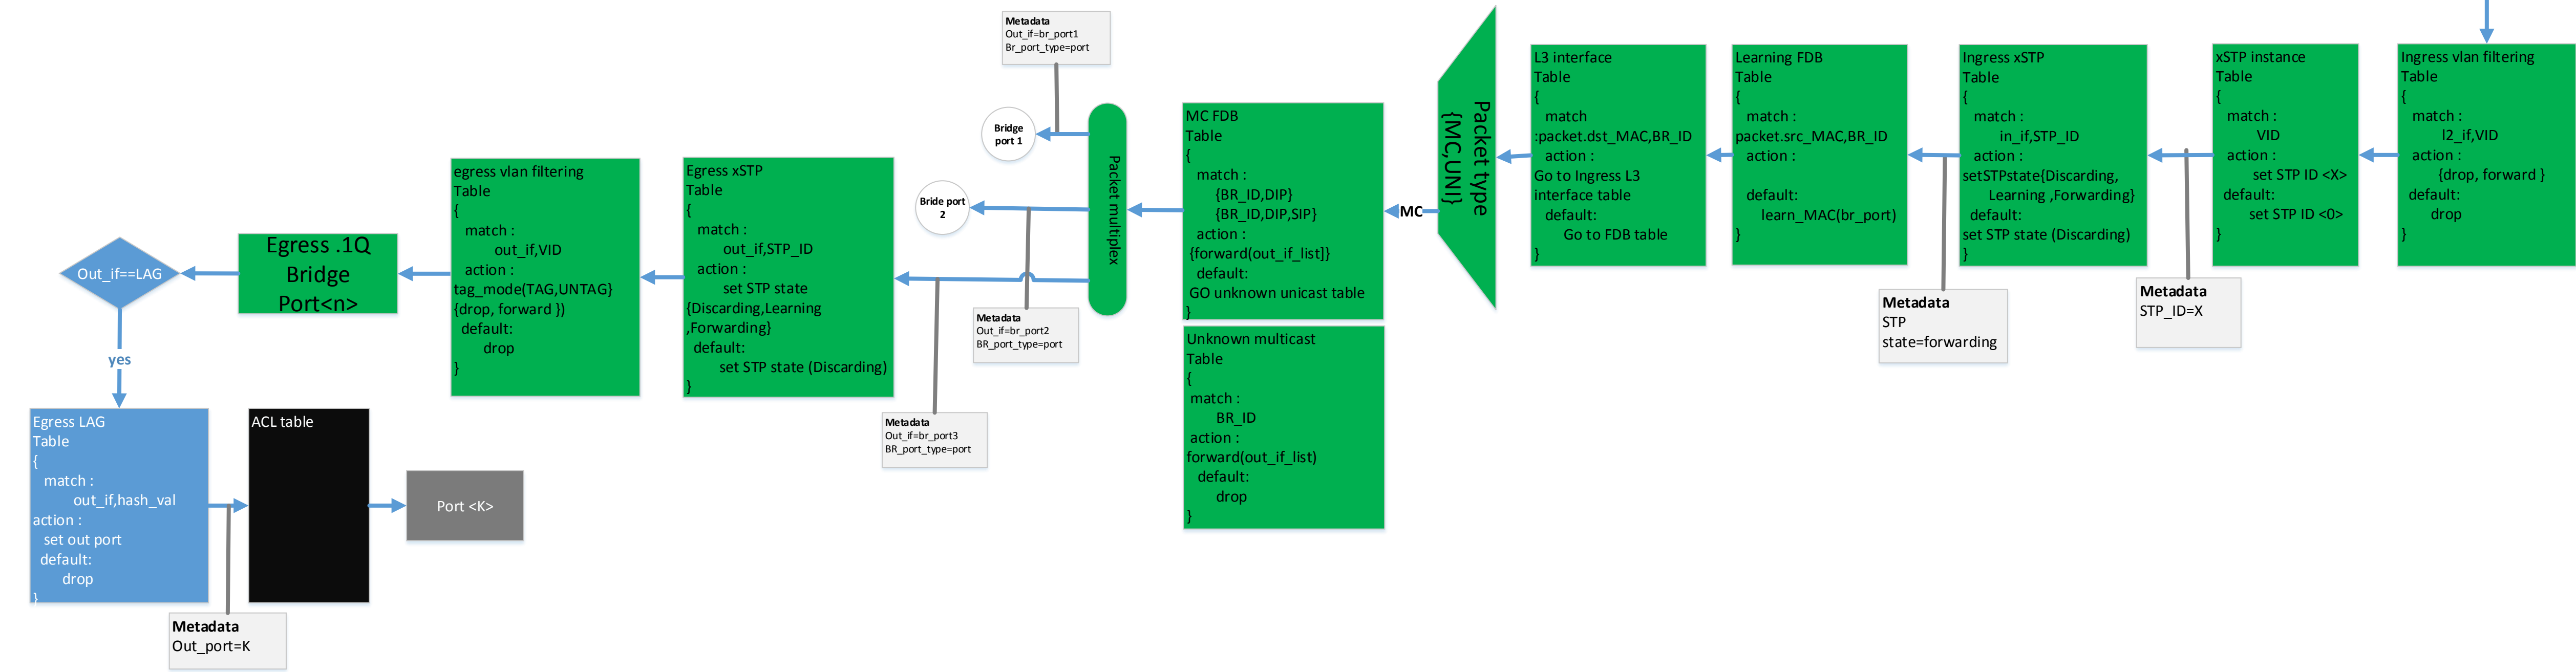 Metadata
Out_if=br_port1
Br_port_type=port
Bridge
port 1
Bride port
2
Metadata
Out_if=br_port2
BR_port_type=port
Metadata
Out_if=br_port3
BR_port_type=port
Packet multiplex
MC FDB
Table
{
match :
{BR_ID,DIP}
{BR_ID,DIP,SIP}
action :
{forward(out_if_list]}
default:
GO unknown unicast table
}
Unknown multicast
Table
{
match :
BR_ID
action :
forward(out_if_list)
default:
drop
}
MC
Packet type
{MC,UNI}
L3 interface
Table
{
match
:packet.dst_MAC,BR_ID
action :
Go to Ingress L3
interface table
default:
Go to FDB table
}
Learning FDB
Table
{
match :
packet.src_MAC,BR_ID
action :
default:
learn_MAC(br_port)
}
Ingress xSTP
Table
{
match :
in_if,STP_ID
action :
setSTPstate{Discarding,
Learning ,Forwarding}
default:
set STP state (Discarding)
}
Metadata
STP
state=forwarding
xSTP instance
Table
{
match :
VID
action :
set STP ID <X>
default:
set STP ID <0>
}
Metadata
STP_ID=X
Ingress vlan filtering
Table
{
match :
l2_if,VID
action :
{drop, forward }
default:
drop
}
Egress xSTP
Table
{
match :
out_if,STP_ID
action :
set STP state
{Discarding,Learning
,Forwarding}
default:
set STP state (Discarding)
}
egress vlan filtering
Table
{
match :
out_if,VID
action :
tag_mode(TAG,UNTAG}
{drop, forward })
default:
drop
}
Egress .1Q
Bridge
Port<n>
Out_if==LAG
yes
Egress LAG
Table
{
match :
out_if,hash_val
action :
set out port
default:
drop
}
Metadata
Out_port=K
ACL table
Port <K>